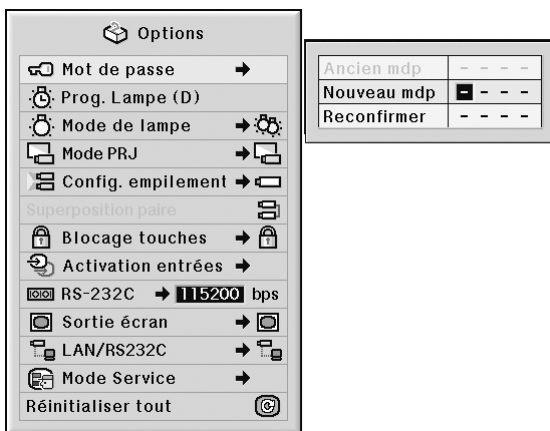 Options
Mot de passe
Prog. Lampe (D)
Mode de lampe
Mode PRJ
Config. empilement
Superposition paire
Blocage touches
Activation entrées
RS-232C 115200 bps
Sortie écran
LAN/RS232C
Mode Service
Réinitialiser tout
Ancien mdp - - - -
Nouveau mdp - - - -
Reconfirmer - - - -